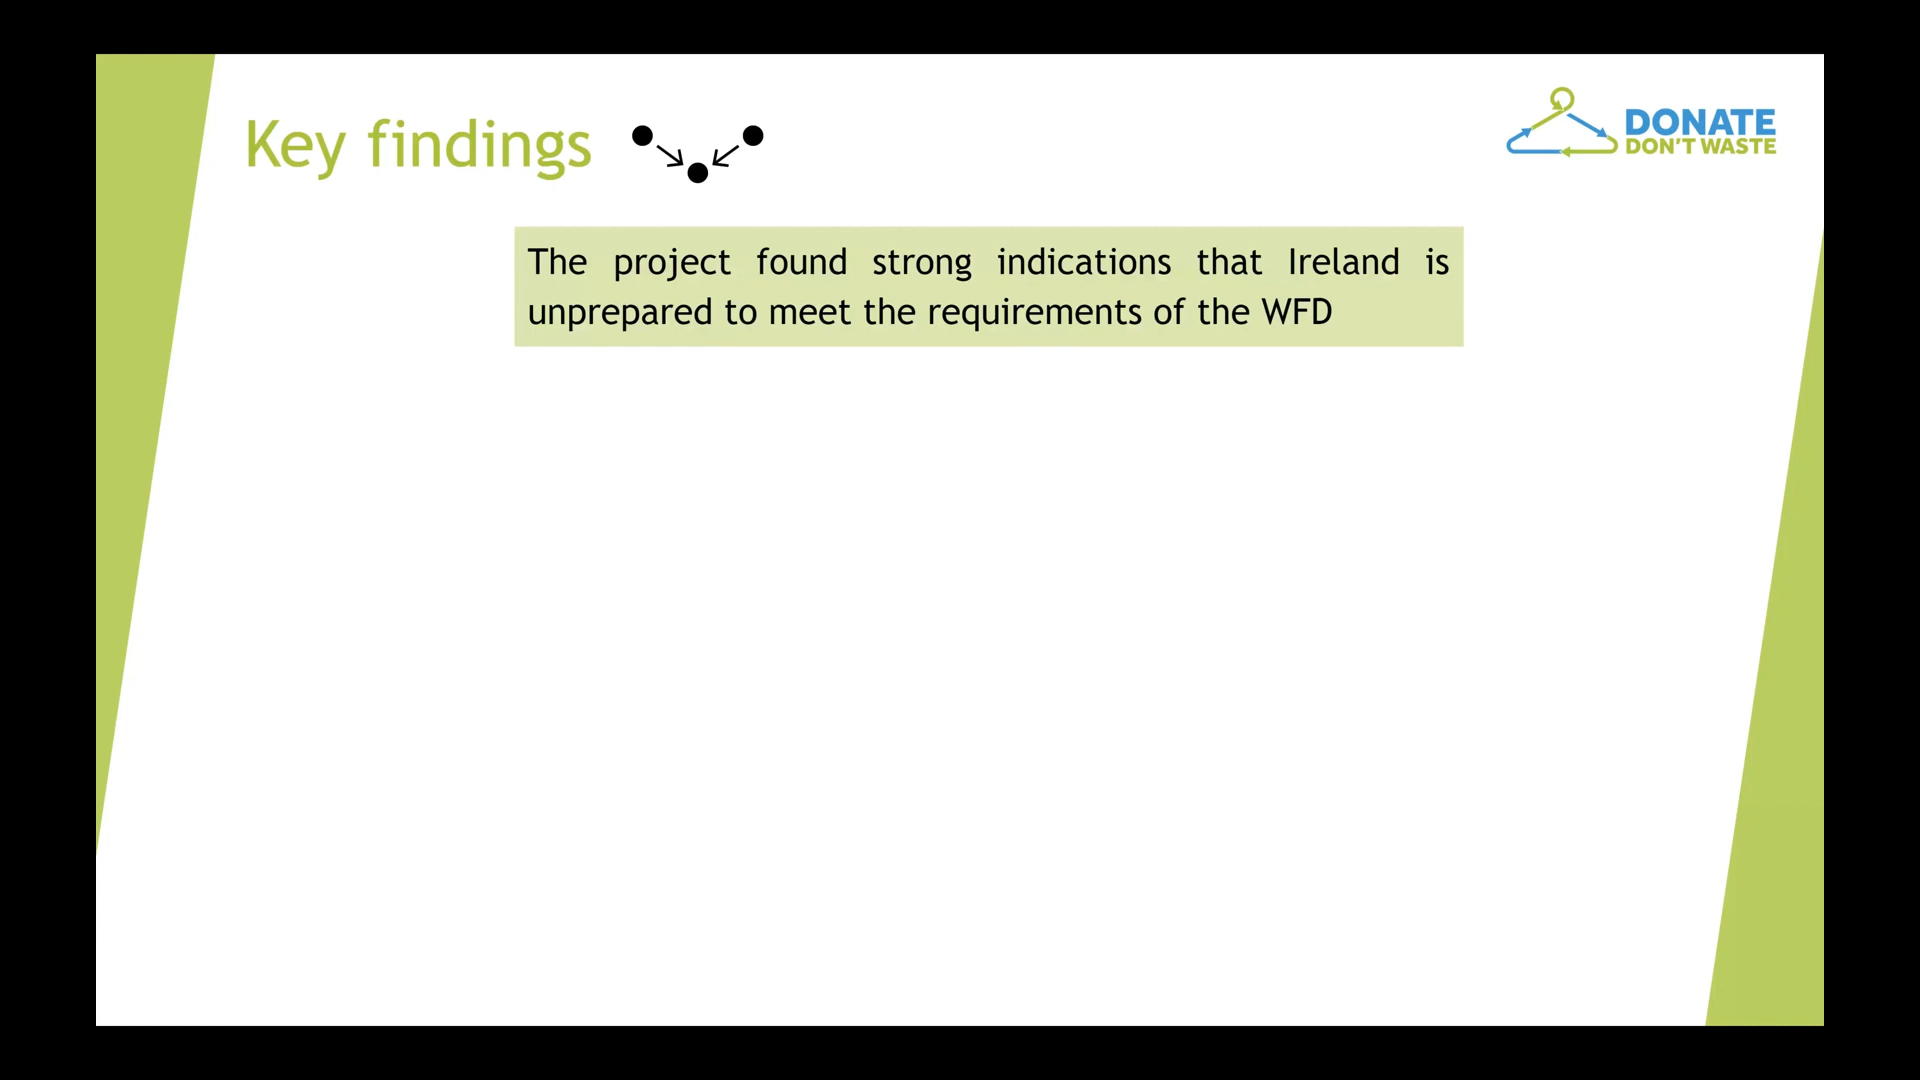 Key findings
DONATE
DON'T WASTE
The project found strong indications that Ireland is
unprepared to meet the requirements of the WFD